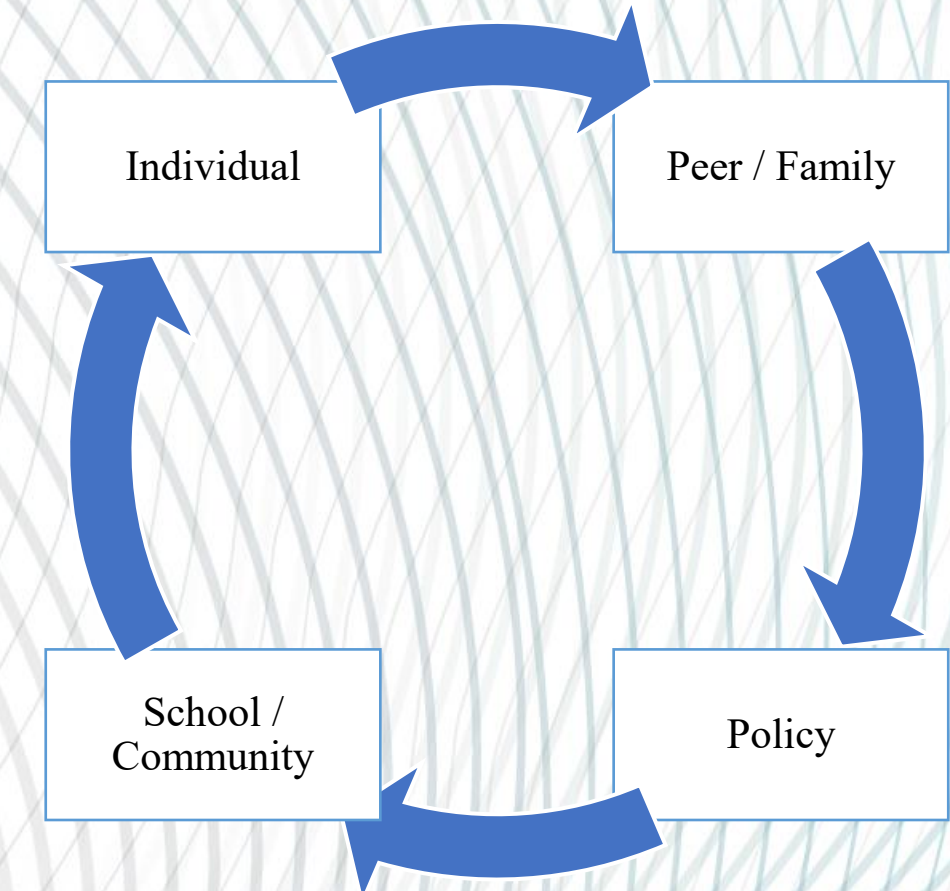 Individual
Peer / Family
School /
Community
Policy